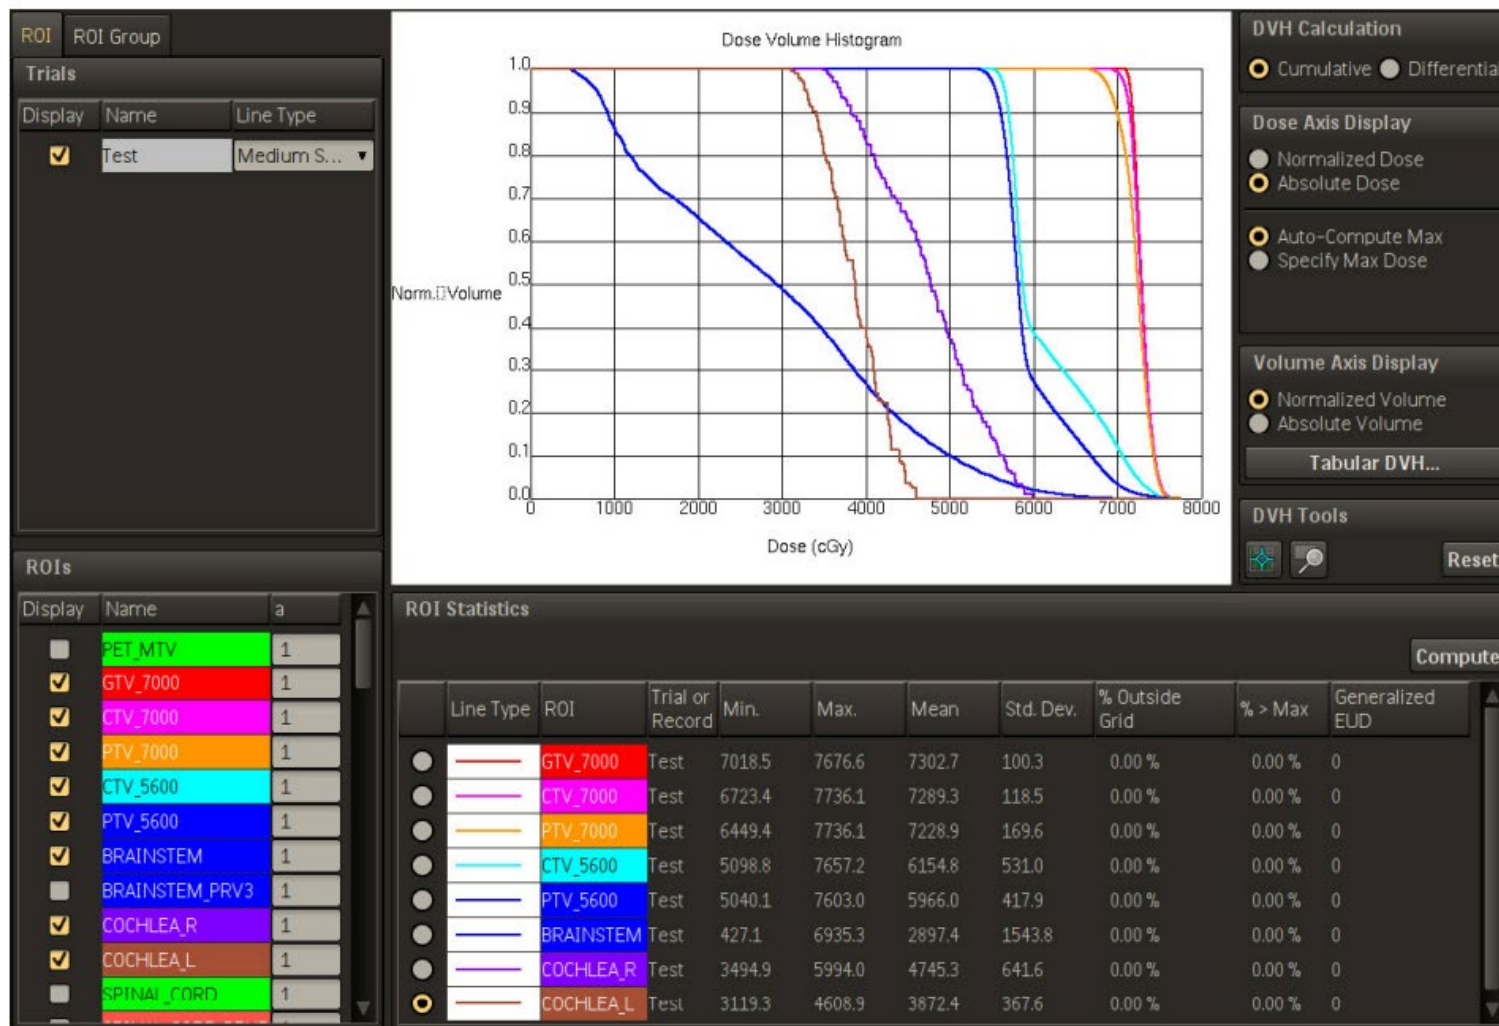 ROI ROI Group
Trials
Display Name Line Type
Test Medium S...
ROIs
Display Name a
PET_MTV 1
GTV_7000 1
CTV_7000 1
PTV_7000 1
CTV_5600 1
PTV_5600 1
BRAINSTEM 1
BRAINSTEM_PRV3 1
COCHLEA_R 1
COCHLEA_L 1
SPINAL_CORD 1
Dose Volume Histogram
1.0
0.9
0.8
0.7
0.6
0.5
Norm. Volume
0.4
0.3
0.2
0.1
0.0
0 1000 2000 3000 4000 5000 6000 7000 8000
Dose (cGy)
DVH Calculation
Cumulative Differential
Dose Axis Display
Normalized Dose
Absolute Dose
Auto-Compute Max
Specify Max Dose
Volume Axis Display
Normalized Volume
Absolute Volume
Tabular DVH...
DVH Tools
Reset
ROI Statistics
Compute
Line Type ROI Trial or Record Min. Max. Mean Std. Dev. % Outside Grid % > Max Generalized EUD
GTV_7000 Test 7018.5 7676.6 7302.7 100.3 0.00 % 0.00 % 0
CTV_7000 Test 6723.4 7736.1 7289.3 118.5 0.00 % 0.00 % 0
PTV_7000 Test 6449.4 7736.1 7228.9 169.6 0.00 % 0.00 % 0
CTV_5600 Test 5098.8 7657.2 6154.8 531.0 0.00 % 0.00 % 0
PTV_5600 Test 5040.1 7603.0 5966.0 417.9 0.00 % 0.00 % 0
BRAINSTEM Test 427.1 6935.3 2897.4 1543.8 0.00 % 0.00 % 0
COCHLEA_R Test 3494.9 5994.0 4745.3 641.6 0.00 % 0.00 % 0
COCHLEA_L Test 3119.3 4608.9 3872.4 367.6 0.00 % 0.00 % 0